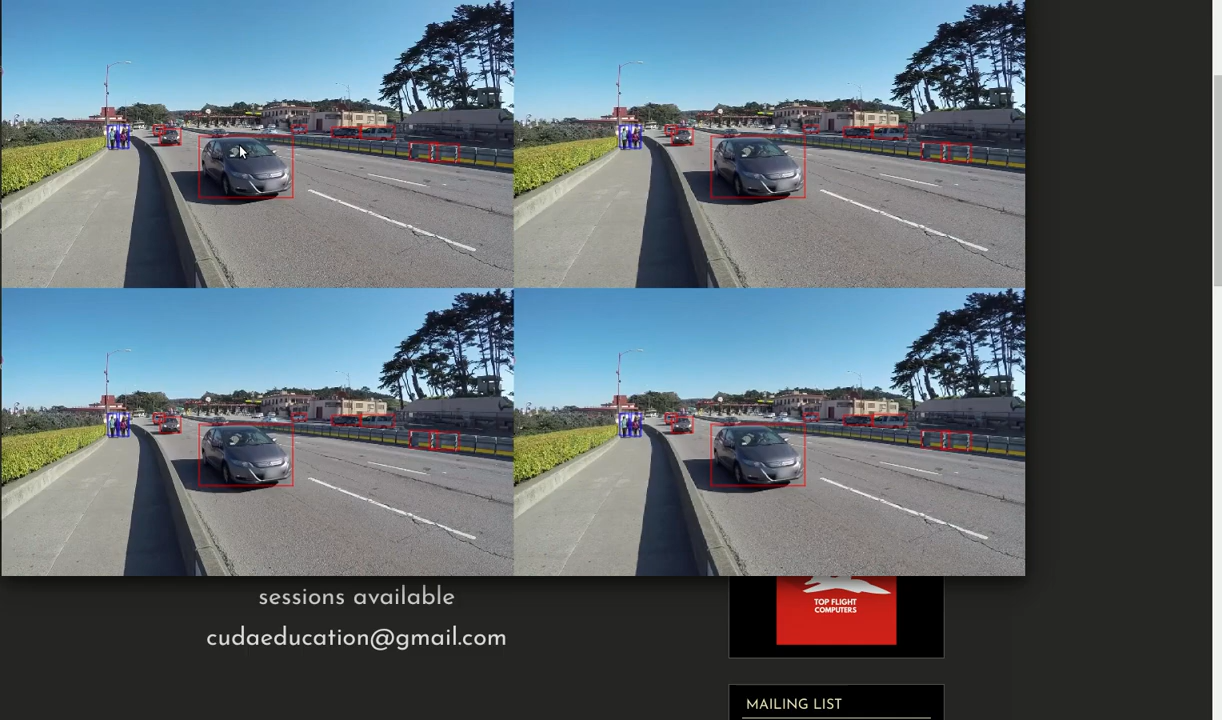 sessions available
cudaeducation@gmail.com
TOP FLIGHT
COMPUTERS
MAILING LIST